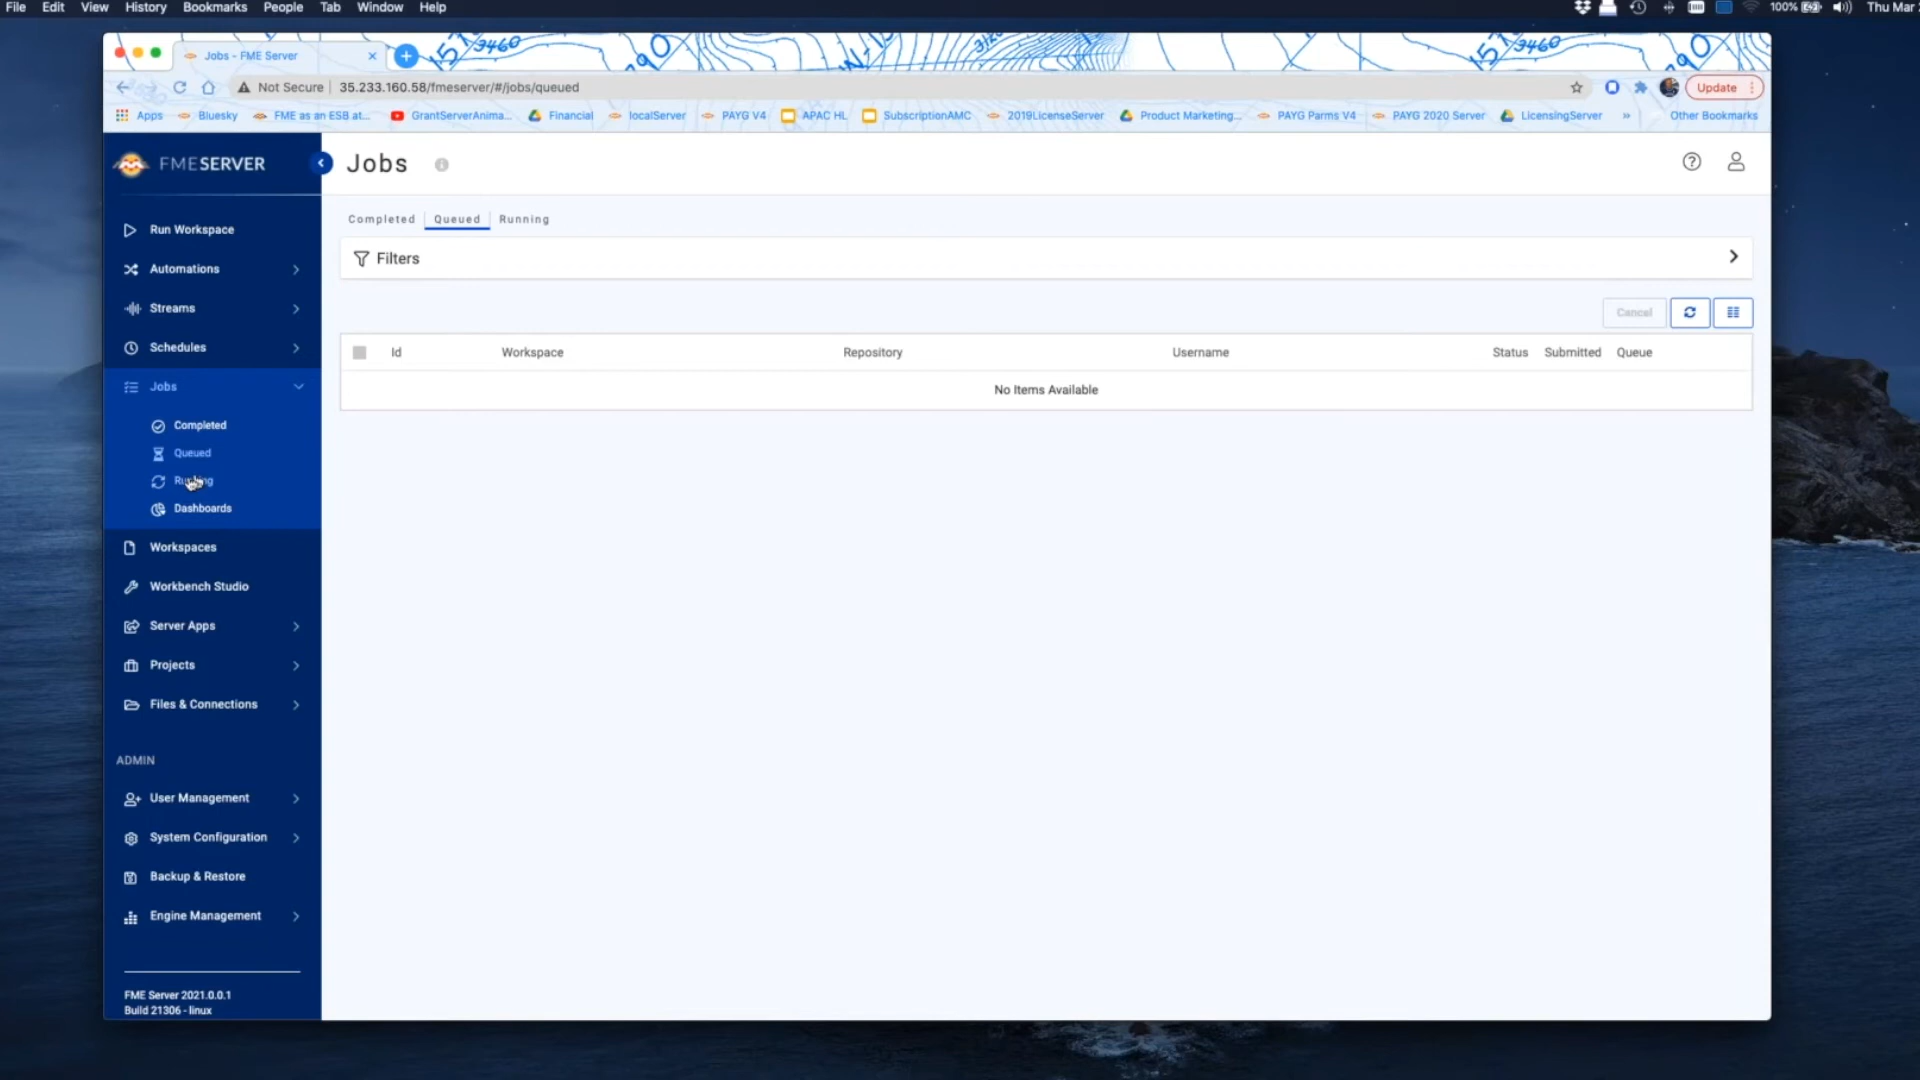 File Edit View History Bookmarks People Tab Window Help 100% Thu Mar
Jobs - FME Server
3460
3460
Not Secure 35.233.160.58/fmeserver/#/jobs/queued Update
Apps Bluesky FME as an ESB at... GrantServerAnima... Financial localServer PAYG V4 APAC HL SubscriptionAMC 2019LicenseServer Product Marketing... PAYG Parms V4 PAYG 2020 Server LicensingServer » Other Bookmarks
FMESERVER
Jobs
Completed Queued Running
Filters
Cancel
Id Workspace Repository Username Status Submitted Queue
No Items Available
Run Workspace
Automations
Streams
Schedules
Jobs
Completed
Queued
Running
Dashboards
Workspaces
Workbench Studio
Server Apps
Projects
Files & Connections
ADMIN
User Management
System Configuration
Backup & Restore
Engine Management
FME Server 2021.0.0.1
Build 21306 - linux